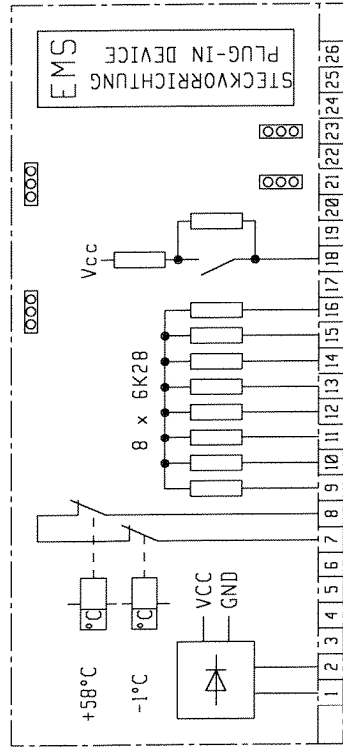 EMS
STECKVORRICHTUNG
PLUG-IN DEVICE
Vcc
8 x 6K28
+58°C
-1°C
°C
°C
VCC
GND
1 2 3 4 5 6 7 8 9 10 11 12 13 14 15 16 17 18 19 20 21 22 23 24 25 26